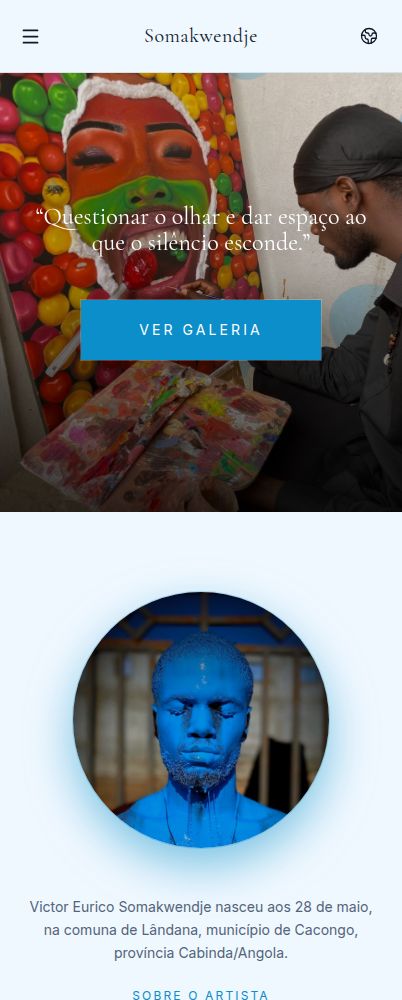 Somakwendje
“Questionar o olhar e dar espaço ao
que o silêncio esconde.”
VER GALERIA
Victor Eurico Somakwendje nasceu aos 28 de maio,
na comuna de Lândana, município de Cacongo,
província Cabinda/Angola.
SOBRE O ARTISTA